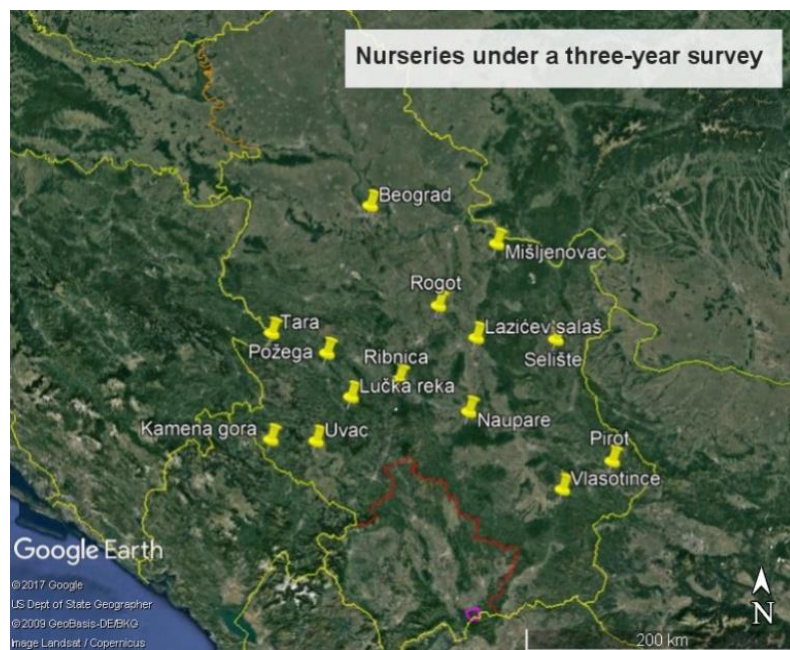 Nurseries under a three-year survey
Beograd
Mišljenovac
Rogot
Tara
Lazićev salaš
Požega
Ribnica
Selište
Lučka reka
Naupare
Kamena gora
Uvac
Pirot
Vlasotince
Google Earth
©2017 Google
US Dept of State Geographer
©2009 GeoBasis-DE/BKG
Image Landsat / Copernicus
N
200 km